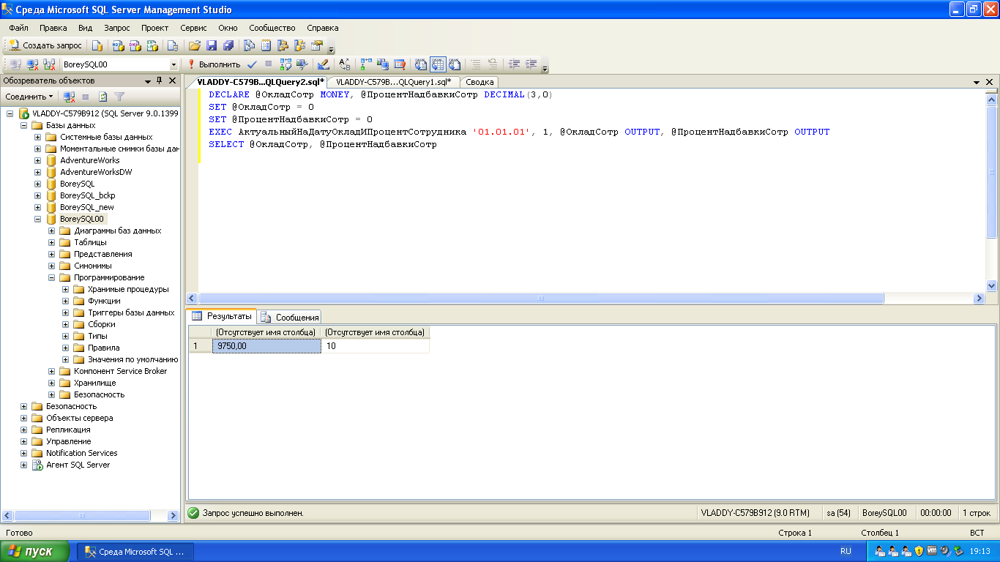 Среда Microsoft SQL Server Management Studio
Файл Правка Вид Запрос Проект Сервис Окно Сообщество Справка
Создать запрос
BoreySQL00 Выполнить
Обозреватель объектов
Соединить
VLADDY-C579B912 (SQL Server 9.0.1399
Базы данных
Системные базы данных
Моментальные снимки базы дан
AdventureWorks
AdventureWorksDW
BoreySQL
BoreySQL_bckp
BoreySQL_new
BoreySQL00
Диаграммы баз данных
Таблицы
Представления
Синонимы
Программирование
Хранимые процедуры
Функции
Триггеры базы данных
Сборки
Типы
Правила
Значения по умолчанию
Компонент Service Broker
Хранилище
Безопасность
Безопасность
Объекты сервера
Репликация
Управление
Notification Services
Агент SQL Server
VLADDY-C579B...QLQuery2.sql* VLADDY-C579B...QLQuery1.sql* Сводка
DECLARE @ОкладСотр MONEY, @ПроцентНадбавкиСотр DECIMAL(3,0)
SET @ОкладСотр = 0
SET @ПроцентНадбавкиСотр = 0
EXEC АктуальныйНаДатуОкладИПроцентСотрудника '01.01.01', 1, @ОкладСотр OUTPUT, @ПроцентНадбавкиСотр OUTPUT
SELECT @ОкладСотр, @ПроцентНадбавкиСотр
Результаты Сообщения
(Отсутствует имя столбца) (Отсутствует имя столбца)
1 9750,00 10
Запрос успешно выполнен. VLADDY-C579B912 (9.0 RTM) sa (54) BoreySQL00 00:00:00 1 строк
Готово Строка 1 Столбец 1 ВСТ
пуск Среда Microsoft SQL ... RU 19:13